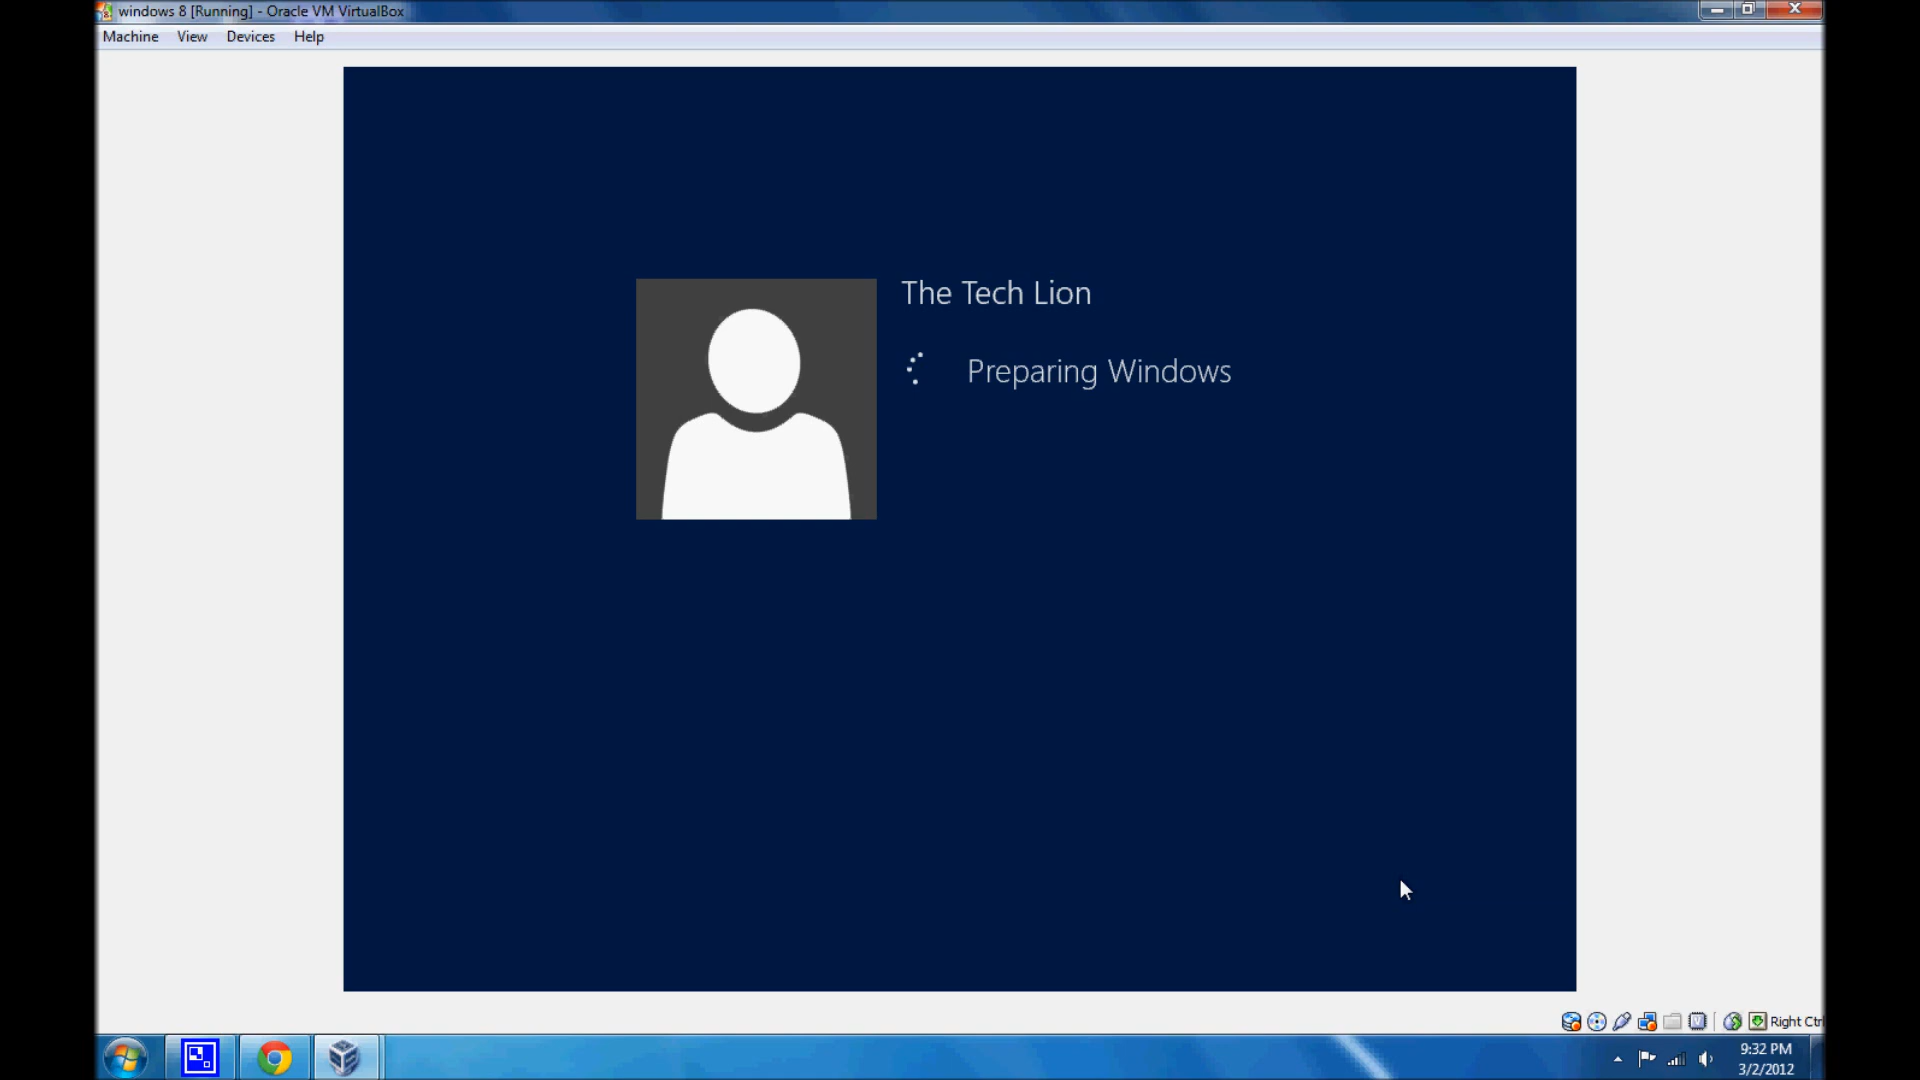 windows 8 [Running] - Oracle VM VirtualBox
Machine View Devices Help
The Tech Lion
Preparing Windows
Right Ctrl
9:32 PM
3/2/2012